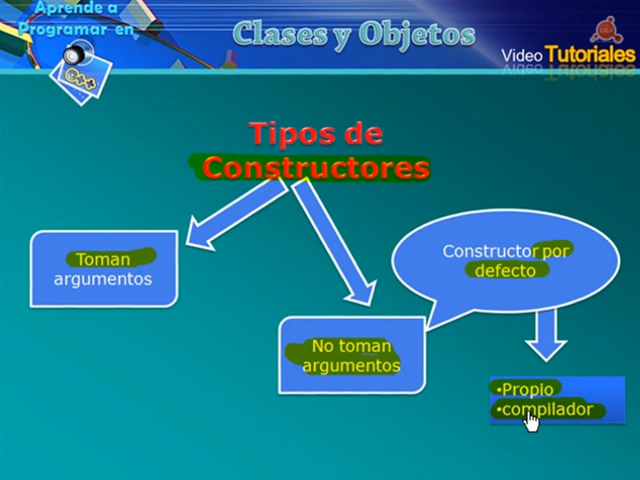 Aprende a
Programar en
C++
Clases y Objetos
Video Tutoriales
Tipos de
Constructores
Toman
argumentos
No toman
argumentos
Constructor por
defecto
•Propio
•compilador